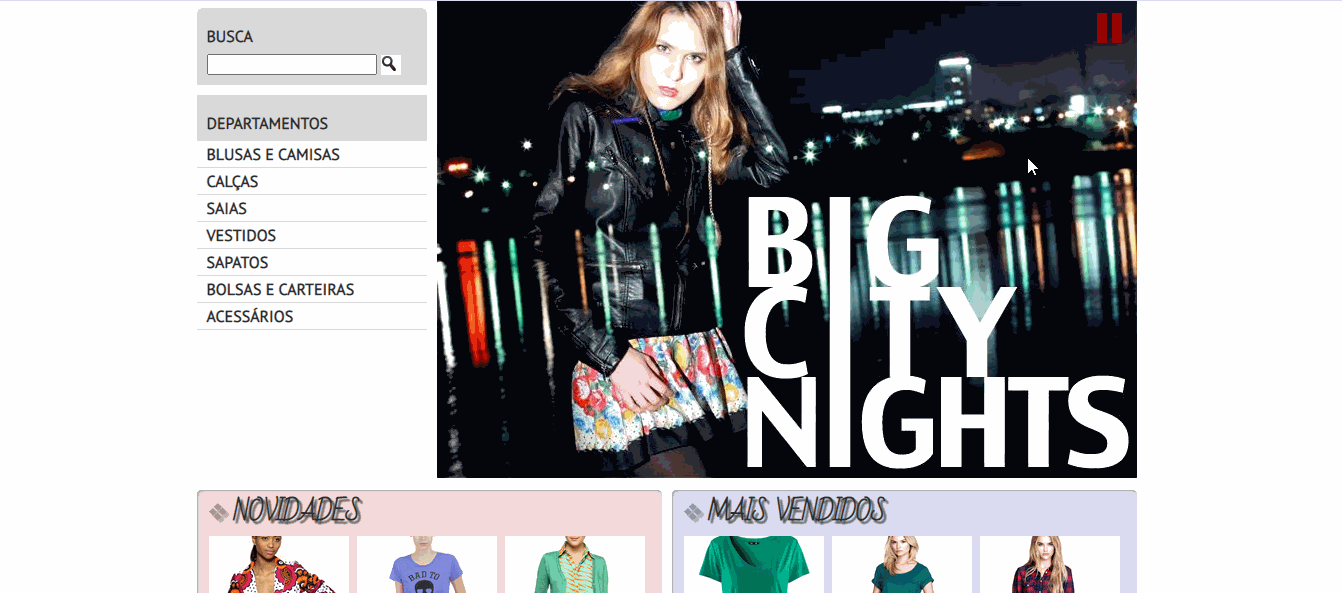 BUSCA
DEPARTAMENTOS
BLUSAS E CAMISAS
CALÇAS
SAIAS
VESTIDOS
SAPATOS
BOLSAS E CARTEIRAS
ACESSÁRIOS
BIG
CITY
NIGHTS
NOVIDADES
MAIS VENDIDOS
BAD TO